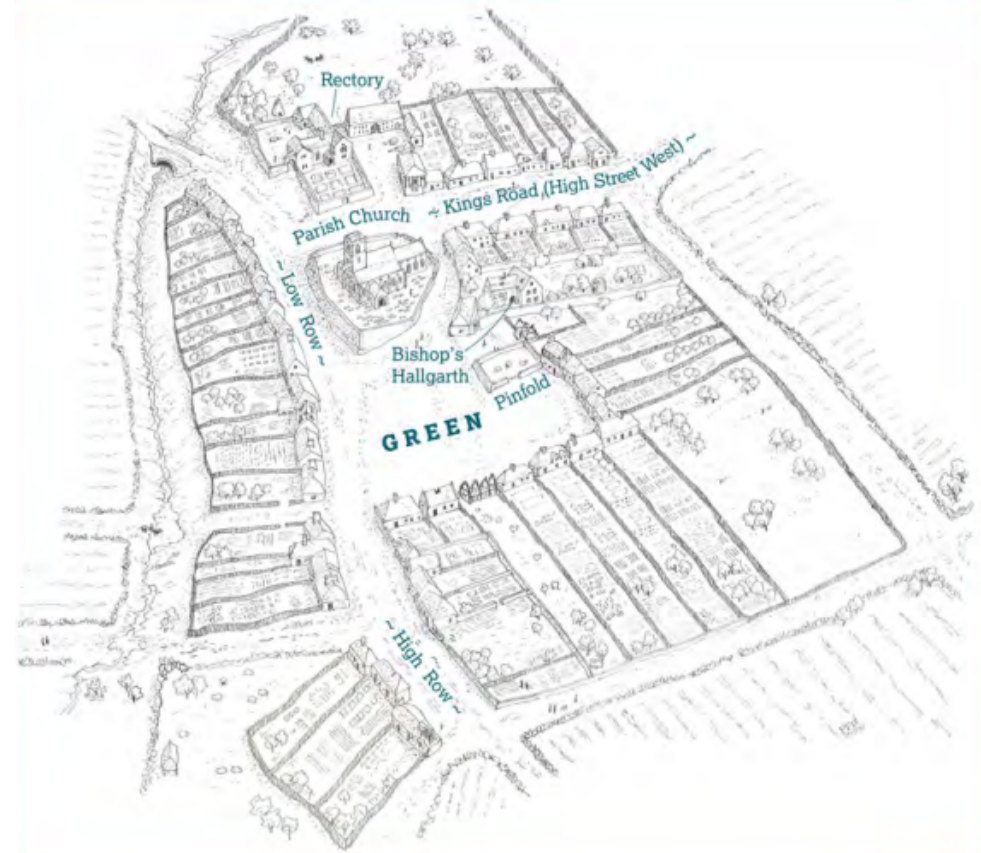 Rectory
~ Kings Road (High Street West) ~
Parish Church
~ Low Row ~
Bishop's
Hallgarth
Pinfold
GREEN
~ High Row ~